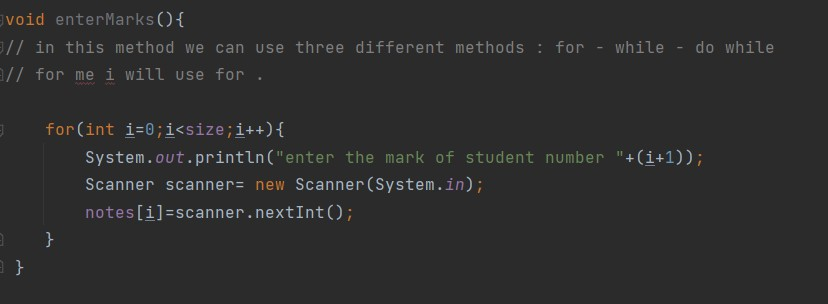 void enterMarks(){
// in this method we can use three different methods : for - while - do while
// for me i will use for .
for(int i=0;i<size;i++){
System.out.println("enter the mark of student number "+(i+1));
Scanner scanner= new Scanner(System.in);
notes[i]=scanner.nextInt();
}
}